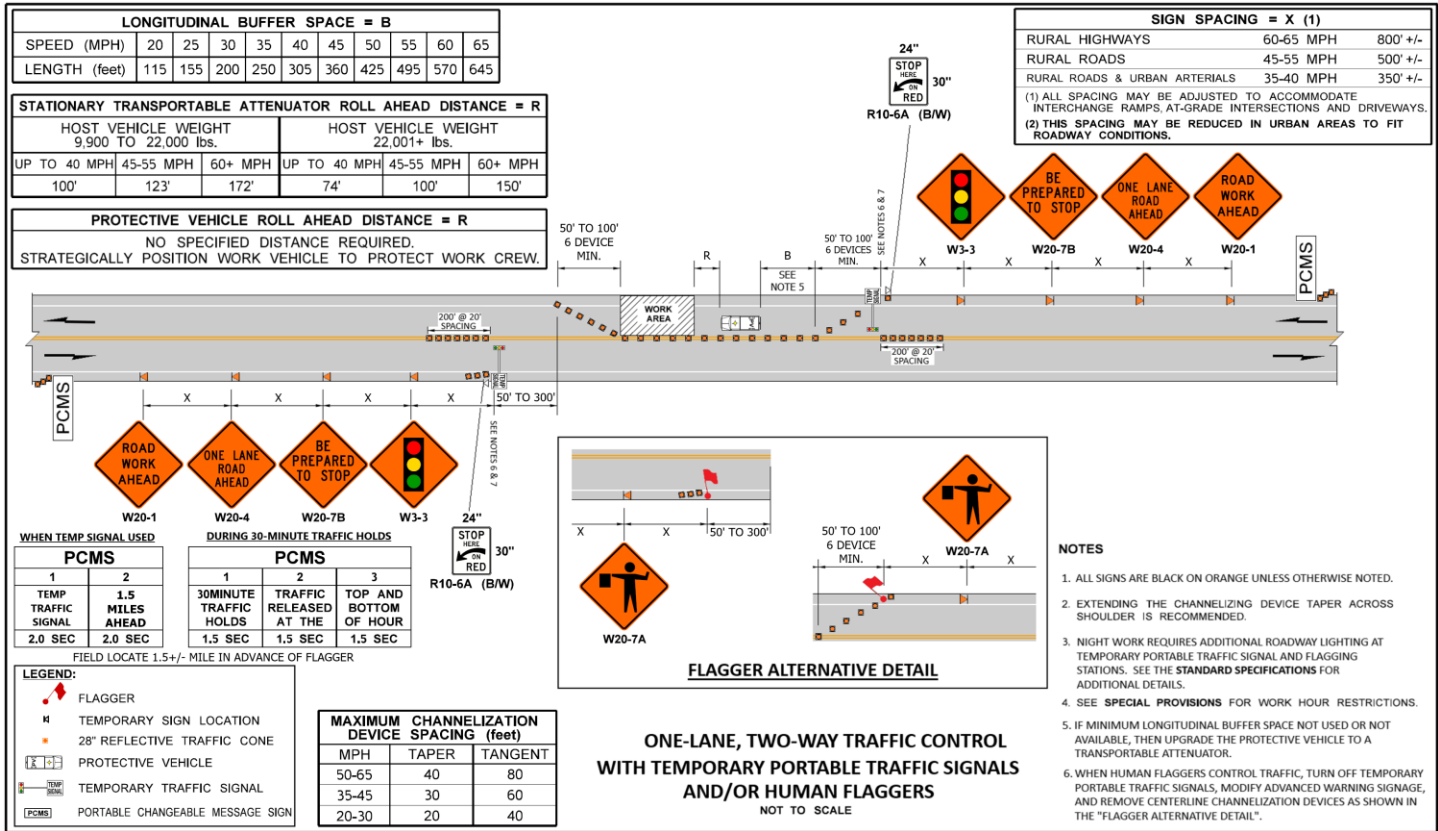 LONGITUDINAL BUFFER SPACE = B
SPEED (MPH) 20 25 30 35 40 45 50 55 60 65
LENGTH (feet) 115 155 200 250 305 360 425 495 570 645
STATIONARY TRANSPORTABLE ATTENUATOR ROLL AHEAD DISTANCE = R
HOST VEHICLE WEIGHT
9,900 TO 22,000 lbs.
HOST VEHICLE WEIGHT
22,001+ lbs.
UP TO 40 MPH 45-55 MPH 60+ MPH UP TO 40 MPH 45-55 MPH 60+ MPH
100' 123' 172' 74' 100' 150'
PROTECTIVE VEHICLE ROLL AHEAD DISTANCE = R
NO SPECIFIED DISTANCE REQUIRED.
STRATEGICALLY POSITION WORK VEHICLE TO PROTECT WORK CREW.
SIGN SPACING = X (1)
RURAL HIGHWAYS 60-65 MPH 800' +/-
RURAL ROADS 45-55 MPH 500' +/-
RURAL ROADS & URBAN ARTERIALS 35-40 MPH 350' +/-
(1) ALL SPACING MAY BE ADJUSTED TO ACCOMMODATE
INTERCHANGE RAMPS, AT-GRADE INTERSECTIONS AND DRIVEWAYS.
(2) THIS SPACING MAY BE REDUCED IN URBAN AREAS TO FIT
ROADWAY CONDITIONS.
24"
STOP
HERE
ON
RED
30"
R10-6A (B/W)
SEE NOTES 6 & 7
W3-3
BE
PREPARED
TO STOP
W20-7B
ONE LANE
ROAD
AHEAD
W20-4
ROAD
WORK
AHEAD
W20-1
PCMS
50' TO 100'
6 DEVICE
MIN.
R
B
SEE
NOTE 5
50' TO 100'
6 DEVICES
MIN.
X
X
X
X
WORK
AREA
TEMP
SIGNAL
200' @ 20'
SPACING
200' @ 20'
SPACING
TEMP
SIGNAL
PCMS
X
X
X
X
50' TO 300'
SEE NOTES 6 & 7
ROAD
WORK
AHEAD
W20-1
ONE LANE
ROAD
AHEAD
W20-4
BE
PREPARED
TO STOP
W20-7B
W3-3
24"
STOP
HERE
ON
RED
30"
R10-6A (B/W)
WHEN TEMP SIGNAL USED
PCMS
1 2
TEMP
TRAFFIC
SIGNAL
1.5
MILES
AHEAD
2.0 SEC 2.0 SEC
DURING 30-MINUTE TRAFFIC HOLDS
PCMS
1 2 3
30MINUTE
TRAFFIC
HOLDS
TRAFFIC
RELEASED
AT THE
TOP AND
BOTTOM
OF HOUR
1.5 SEC 1.5 SEC 1.5 SEC
FIELD LOCATE 1.5+/- MILE IN ADVANCE OF FLAGGER
LEGEND:
FLAGGER
TEMPORARY SIGN LOCATION
28" REFLECTIVE TRAFFIC CONE
PROTECTIVE VEHICLE
TEMP
SIGNAL
TEMPORARY TRAFFIC SIGNAL
PCMS PORTABLE CHANGEABLE MESSAGE SIGN
MAXIMUM CHANNELIZATION
DEVICE SPACING (feet)
MPH TAPER TANGENT
50-65 40 80
35-45 30 60
20-30 20 40
X
X
50' TO 300'
W20-7A
50' TO 100'
6 DEVICE
MIN.
X
X
W20-7A
FLAGGER ALTERNATIVE DETAIL
ONE-LANE, TWO-WAY TRAFFIC CONTROL
WITH TEMPORARY PORTABLE TRAFFIC SIGNALS
AND/OR HUMAN FLAGGERS
NOT TO SCALE
NOTES
1. ALL SIGNS ARE BLACK ON ORANGE UNLESS OTHERWISE NOTED.
2. EXTENDING THE CHANNELIZING DEVICE TAPER ACROSS
SHOULDER IS RECOMMENDED.
3. NIGHT WORK REQUIRES ADDITIONAL ROADWAY LIGHTING AT
TEMPORARY PORTABLE TRAFFIC SIGNAL AND FLAGGING
STATIONS. SEE THE STANDARD SPECIFICATIONS FOR
ADDITIONAL DETAILS.
4. SEE SPECIAL PROVISIONS FOR WORK HOUR RESTRICTIONS.
5. IF MINIMUM LONGITUDINAL BUFFER SPACE NOT USED OR NOT
AVAILABLE, THEN UPGRADE THE PROTECTIVE VEHICLE TO A
TRANSPORTABLE ATTENUATOR.
6. WHEN HUMAN FLAGGERS CONTROL TRAFFIC, TURN OFF TEMPORARY
PORTABLE TRAFFIC SIGNALS, MODIFY ADVANCED WARNING SIGNAGE,
AND REMOVE CENTERLINE CHANNELIZATION DEVICES AS SHOWN IN
THE "FLAGGER ALTERNATIVE DETAIL".